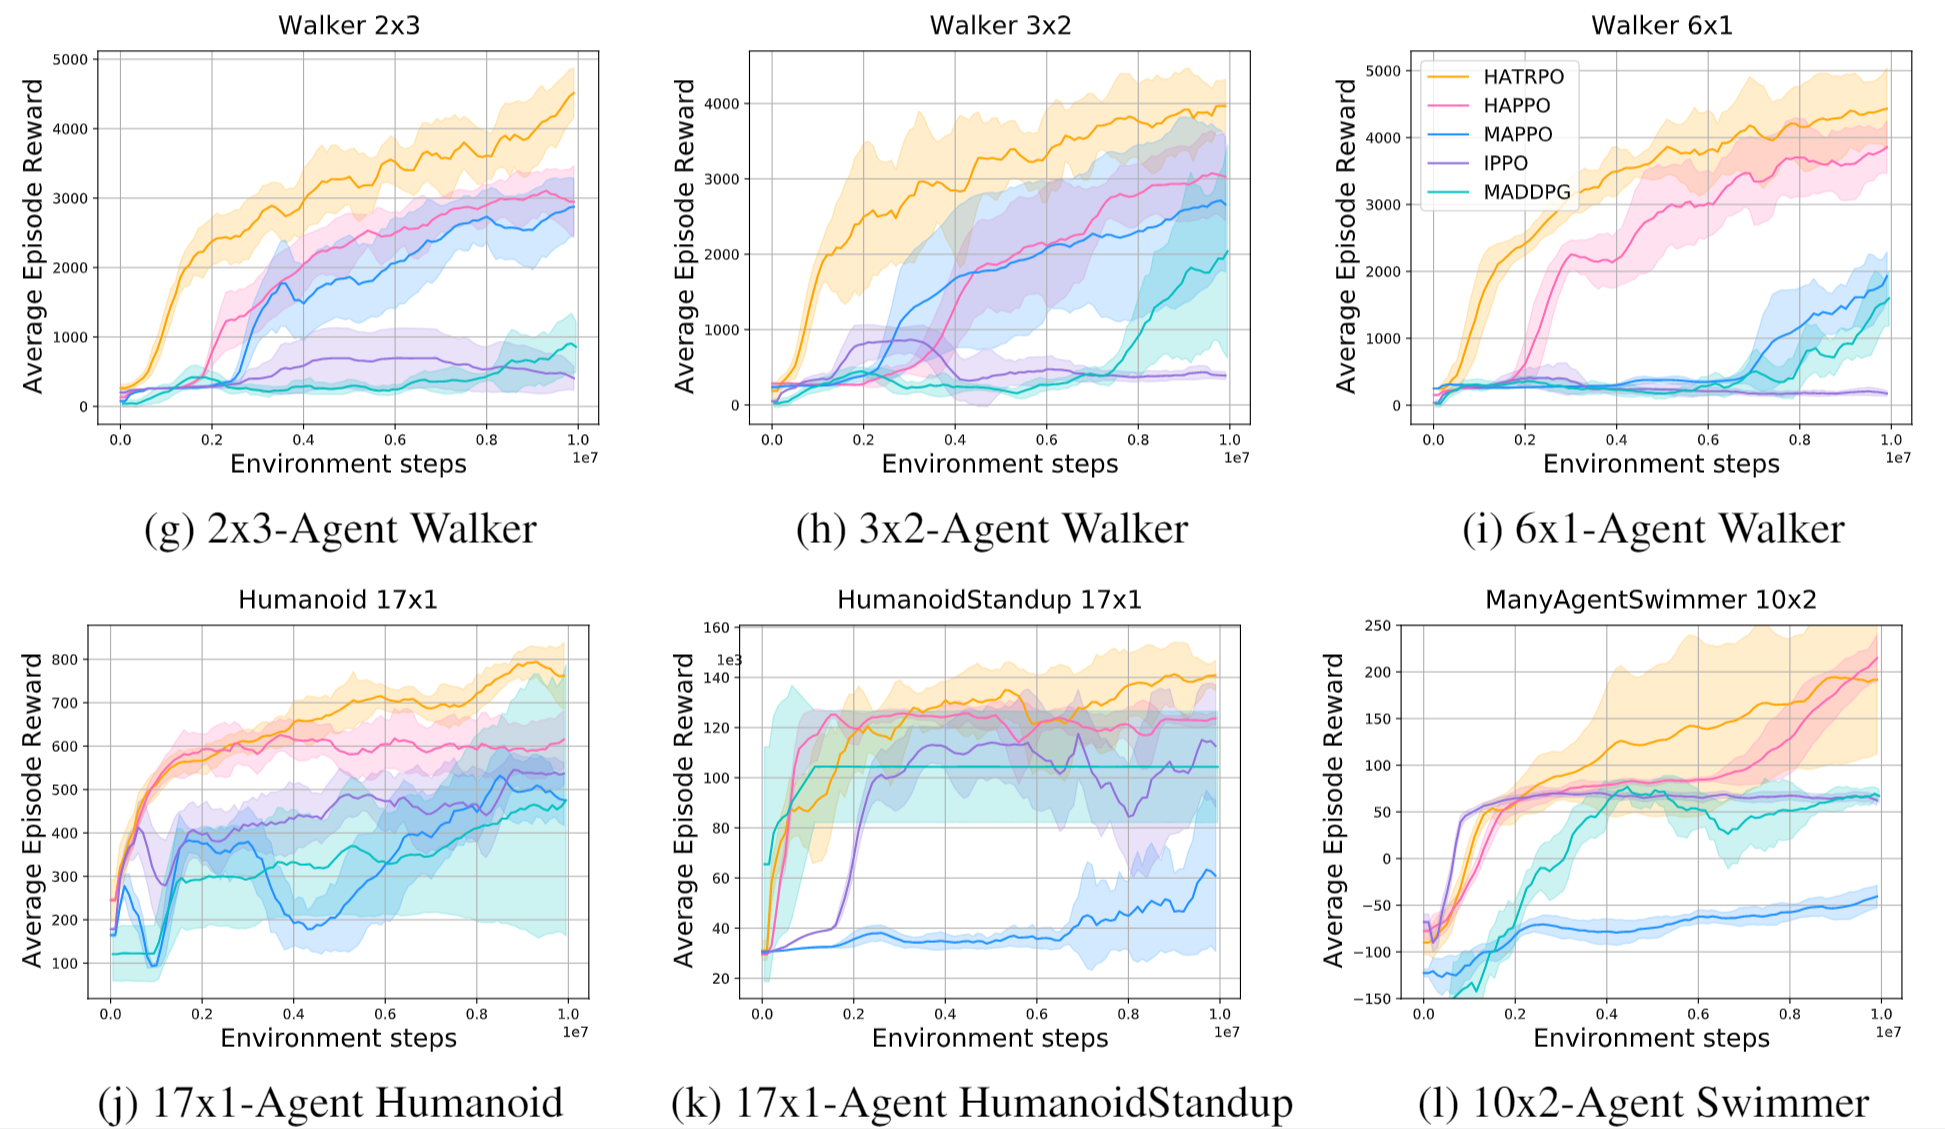 Walker 2x3
Average Episode Reward
5000
4000
3000
2000
1000
0
0.0 0.2 0.4 0.6 0.8 1.0
1e7
Environment steps
(g) 2x3-Agent Walker
Walker 3x2
Average Episode Reward
4000
3000
2000
1000
0
0.0 0.2 0.4 0.6 0.8 1.0
1e7
Environment steps
(h) 3x2-Agent Walker
Walker 6x1
Average Episode Reward
5000
4000
3000
2000
1000
0
HATRPO
HAPPO
MAPPO
IPPO
MADDPG
0.0 0.2 0.4 0.6 0.8 1.0
1e7
Environment steps
(i) 6x1-Agent Walker
Humanoid 17x1
Average Episode Reward
800
700
600
500
400
300
200
100
0.0 0.2 0.4 0.6 0.8 1.0
1e7
Environment steps
(j) 17x1-Agent Humanoid
HumanoidStandup 17x1
Average Episode Reward
160
1e3
140
120
100
80
60
40
20
0.0 0.2 0.4 0.6 0.8 1.0
1e7
Environment steps
(k) 17x1-Agent HumanoidStandup
ManyAgentSwimmer 10x2
Average Episode Reward
250
200
150
100
50
0
−50
−100
−150
0.0 0.2 0.4 0.6 0.8 1.0
1e7
Environment steps
(l) 10x2-Agent Swimmer